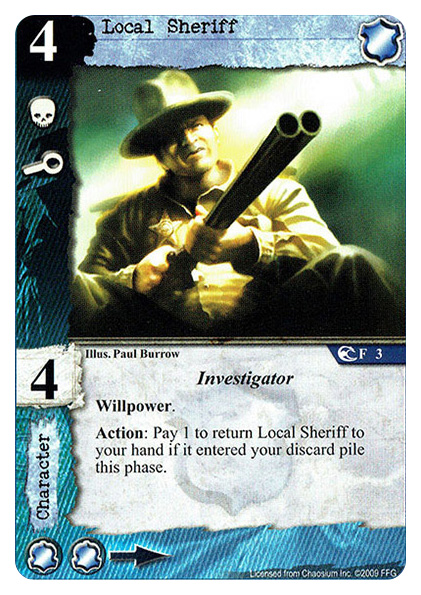 4
Local Sheriff
Illus. Paul Burrow
F 3
4
Investigator
Willpower.
Action: Pay 1 to return Local Sheriff to
your hand if it entered your discard pile
this phase.
Character
Licensed from Chaosium Inc. ©2009 FFG